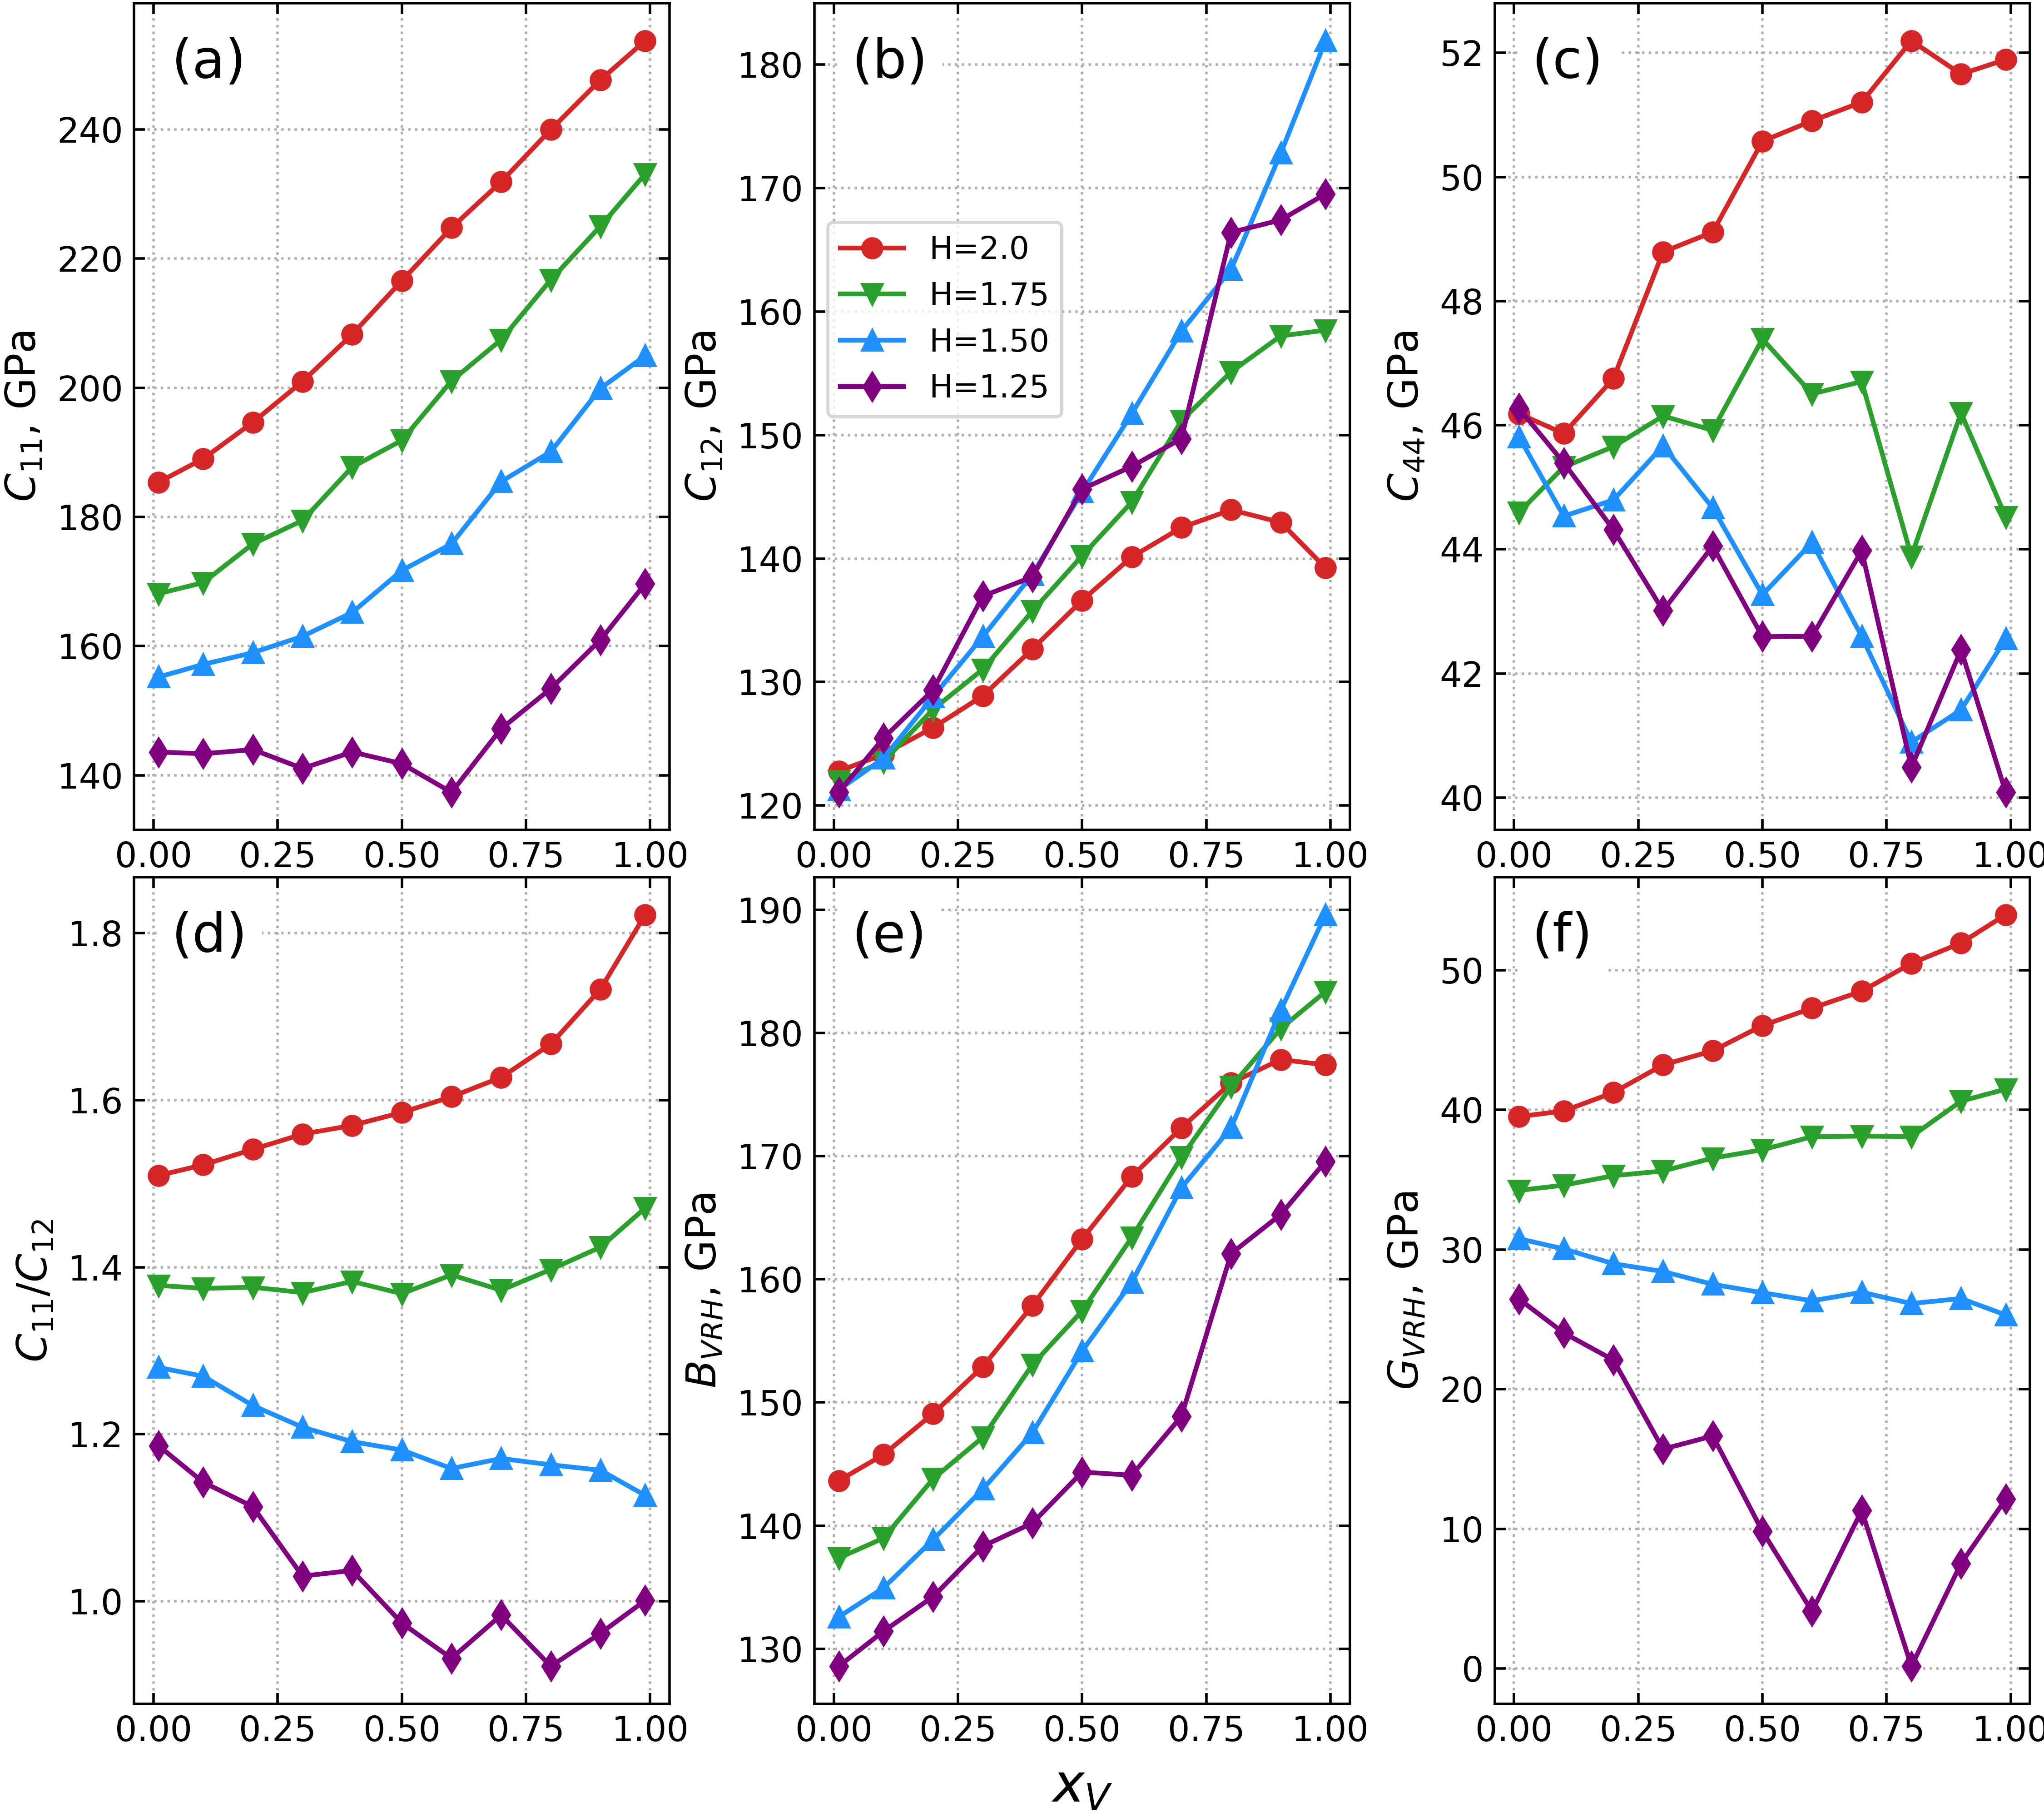 (a)
C11, GPa
240
220
200
180
160
140
0.00 0.25 0.50 0.75 1.00
(b)
C12, GPa
180
170
160
150
140
130
120
H=2.0
H=1.75
H=1.50
H=1.25
0.00 0.25 0.50 0.75 1.00
(c)
C44, GPa
52
50
48
46
44
42
40
0.00 0.25 0.50 0.75 1.00
(d)
C11/C12
1.8
1.6
1.4
1.2
1.0
0.00 0.25 0.50 0.75 1.00
(e)
BVRH, GPa
190
180
170
160
150
140
130
0.00 0.25 0.50 0.75 1.00
(f)
GVRH, GPa
50
40
30
20
10
0
0.00 0.25 0.50 0.75 1.00
xV